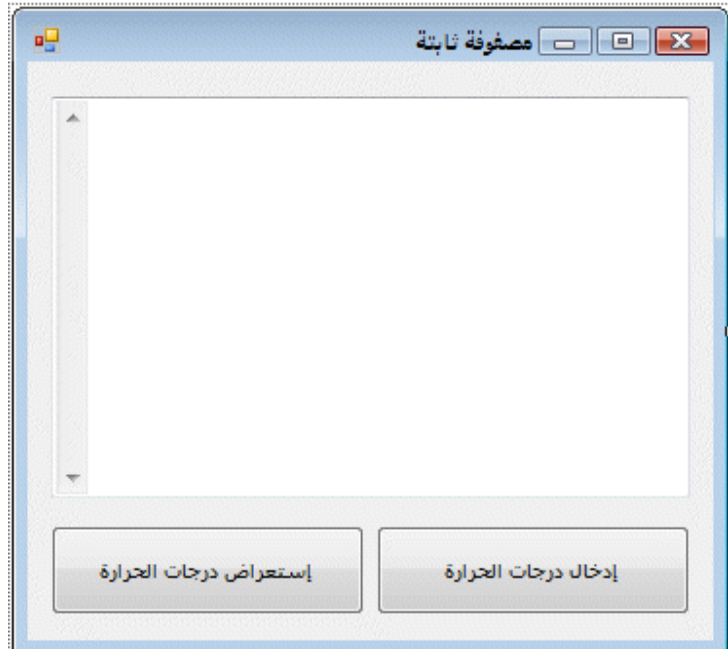 مصفوفة ثابتة
إدخال درجات الحرارة
إستعراض درجات الحرارة